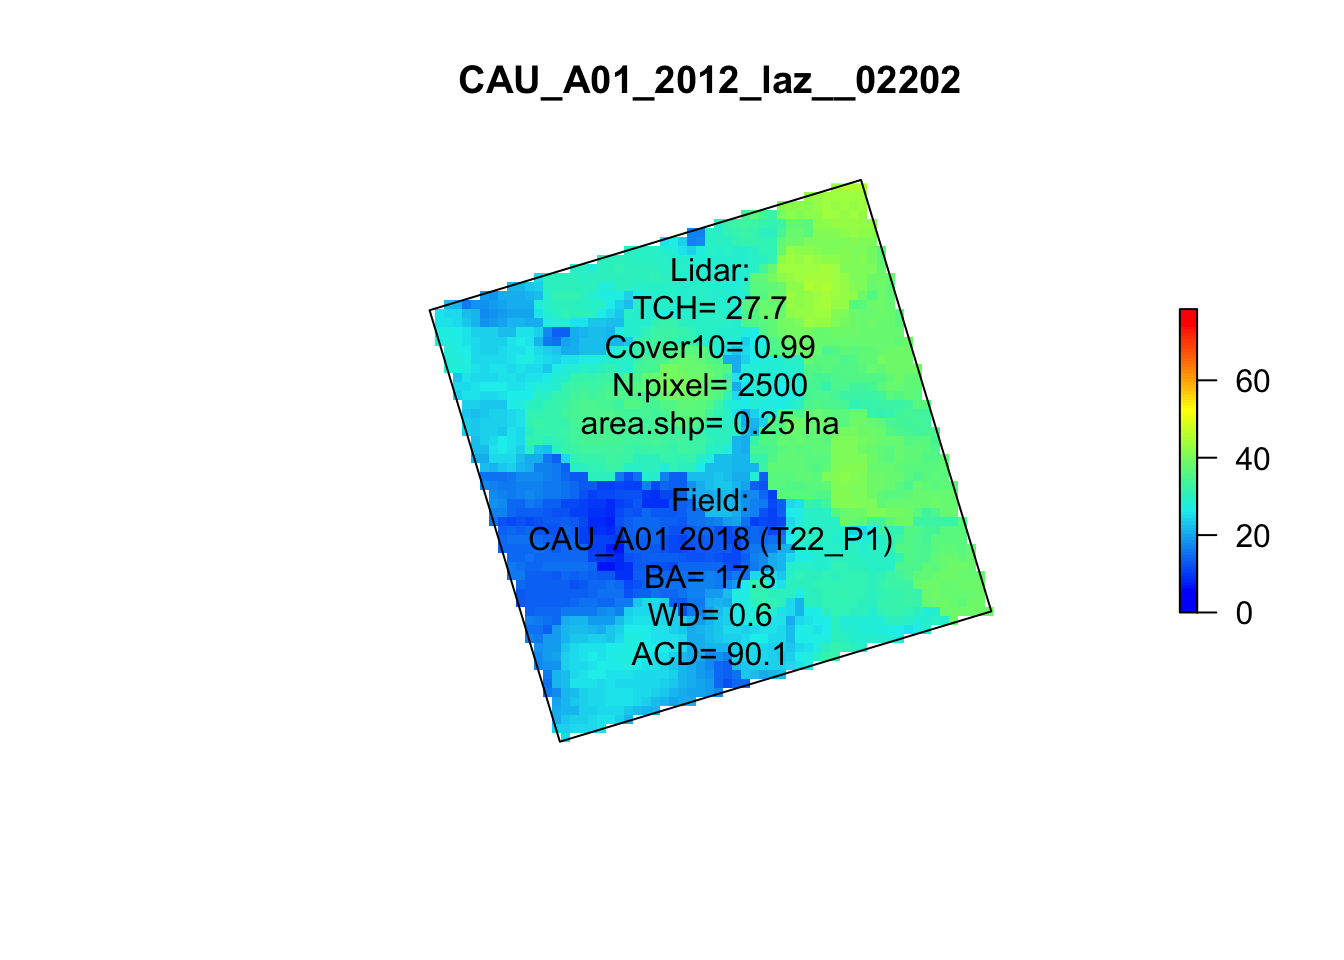 CAU_A01_2012_laz__02202
Lidar:
TCH= 27.7
Cover10= 0.99
N.pixel= 2500
area.shp= 0.25 ha
Field:
CAU_A01 2018 (T22_P1)
BA= 17.8
WD= 0.6
ACD= 90.1
60
40
20
0